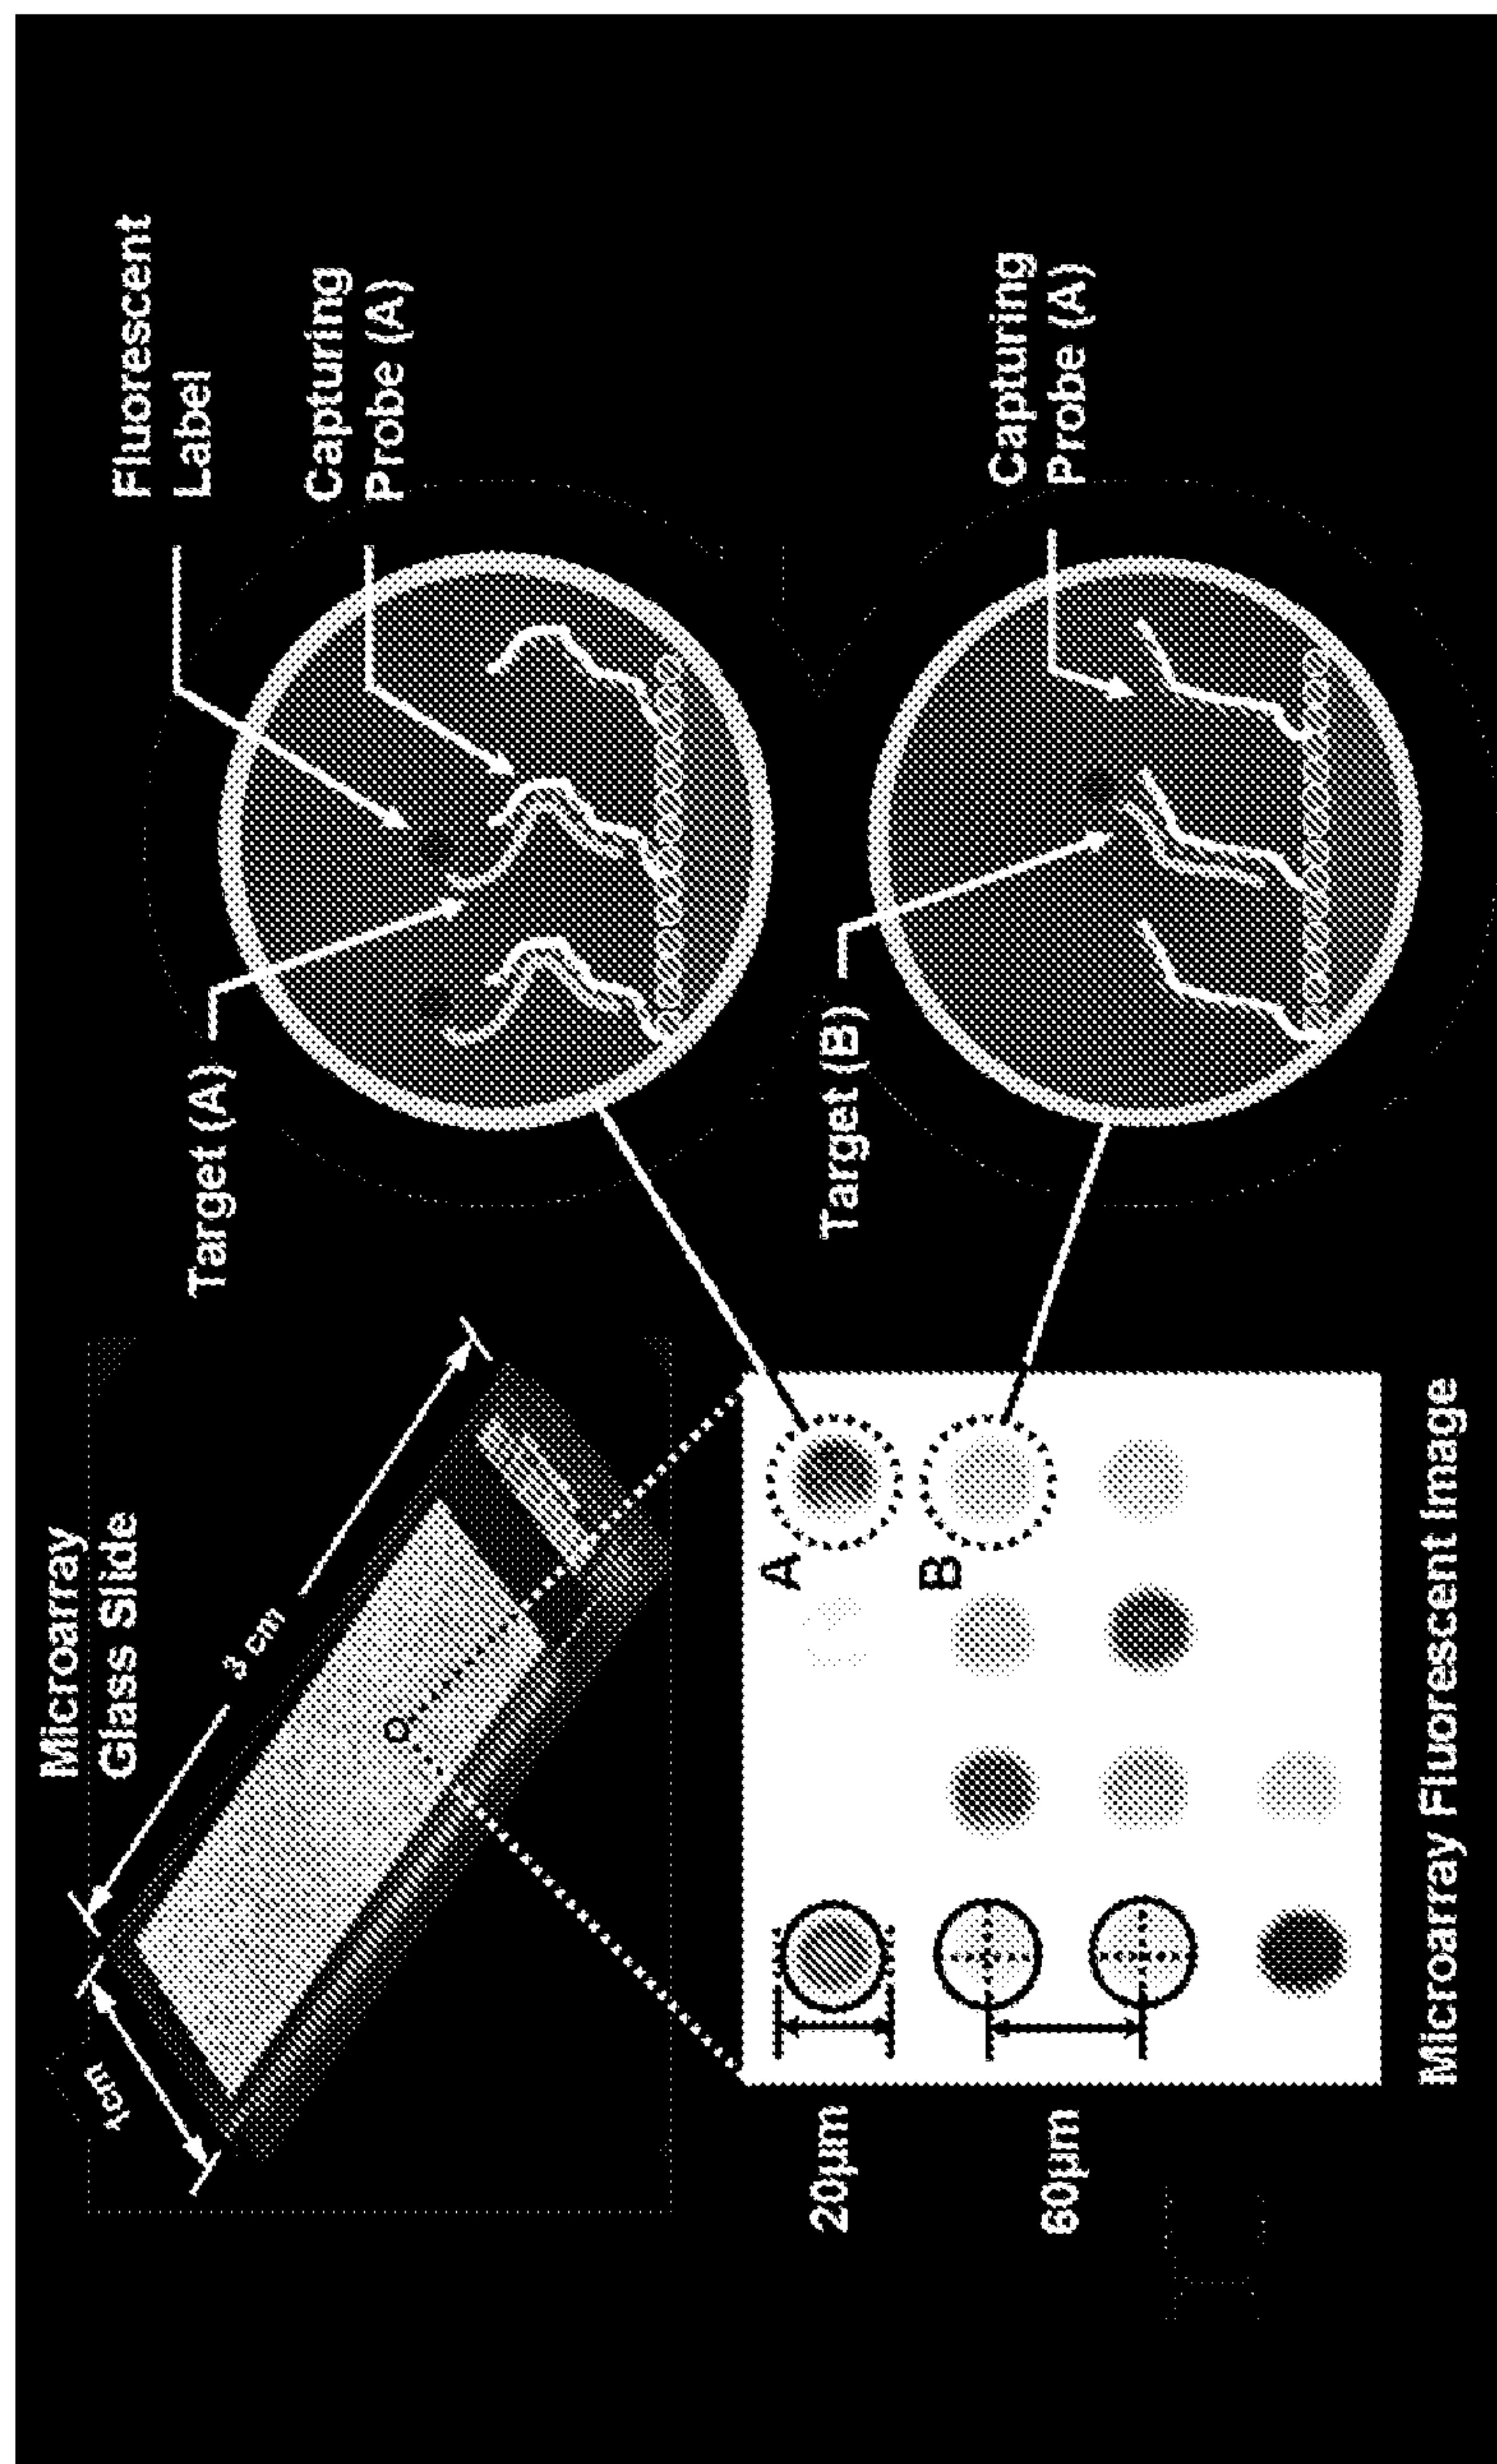 Microarray
Glass Slide
1cm
3 cm
Target (A)
Fluorescent
Label
Capturing
Probe (A)
20µm
A
B
60µm
Target (B)
Capturing
Probe (A)
Microarray Fluorescent Image